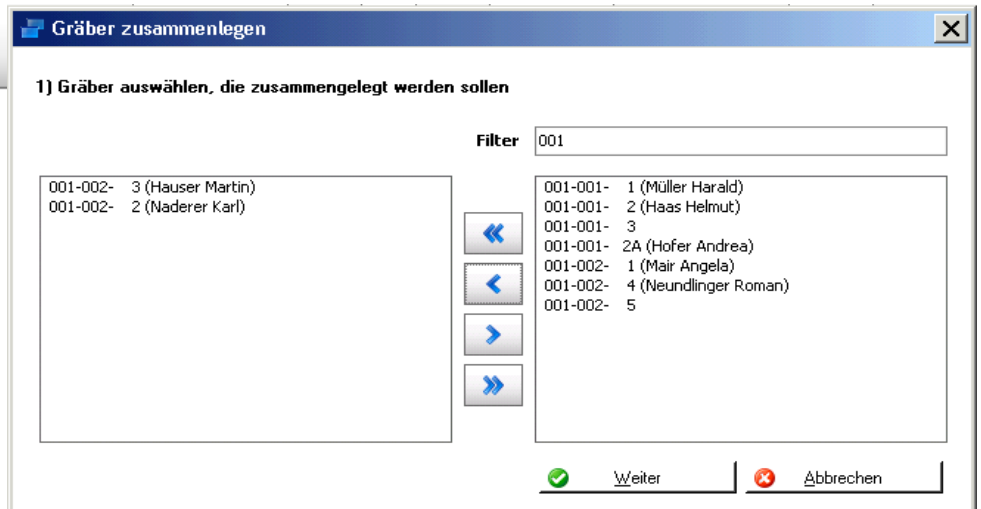 Gräber zusammenlegen
1) Gräber auswählen, die zusammengelegt werden sollen
Filter 001
001-002- 3 (Hauser Martin)
001-002- 2 (Naderer Karl)
001-001- 1 (Müller Harald)
001-001- 2 (Haas Helmut)
001-001- 3
001-001- 2A (Hofer Andrea)
001-002- 1 (Mair Angela)
001-002- 4 (Neundlinger Roman)
001-002- 5
Weiter
Abbrechen